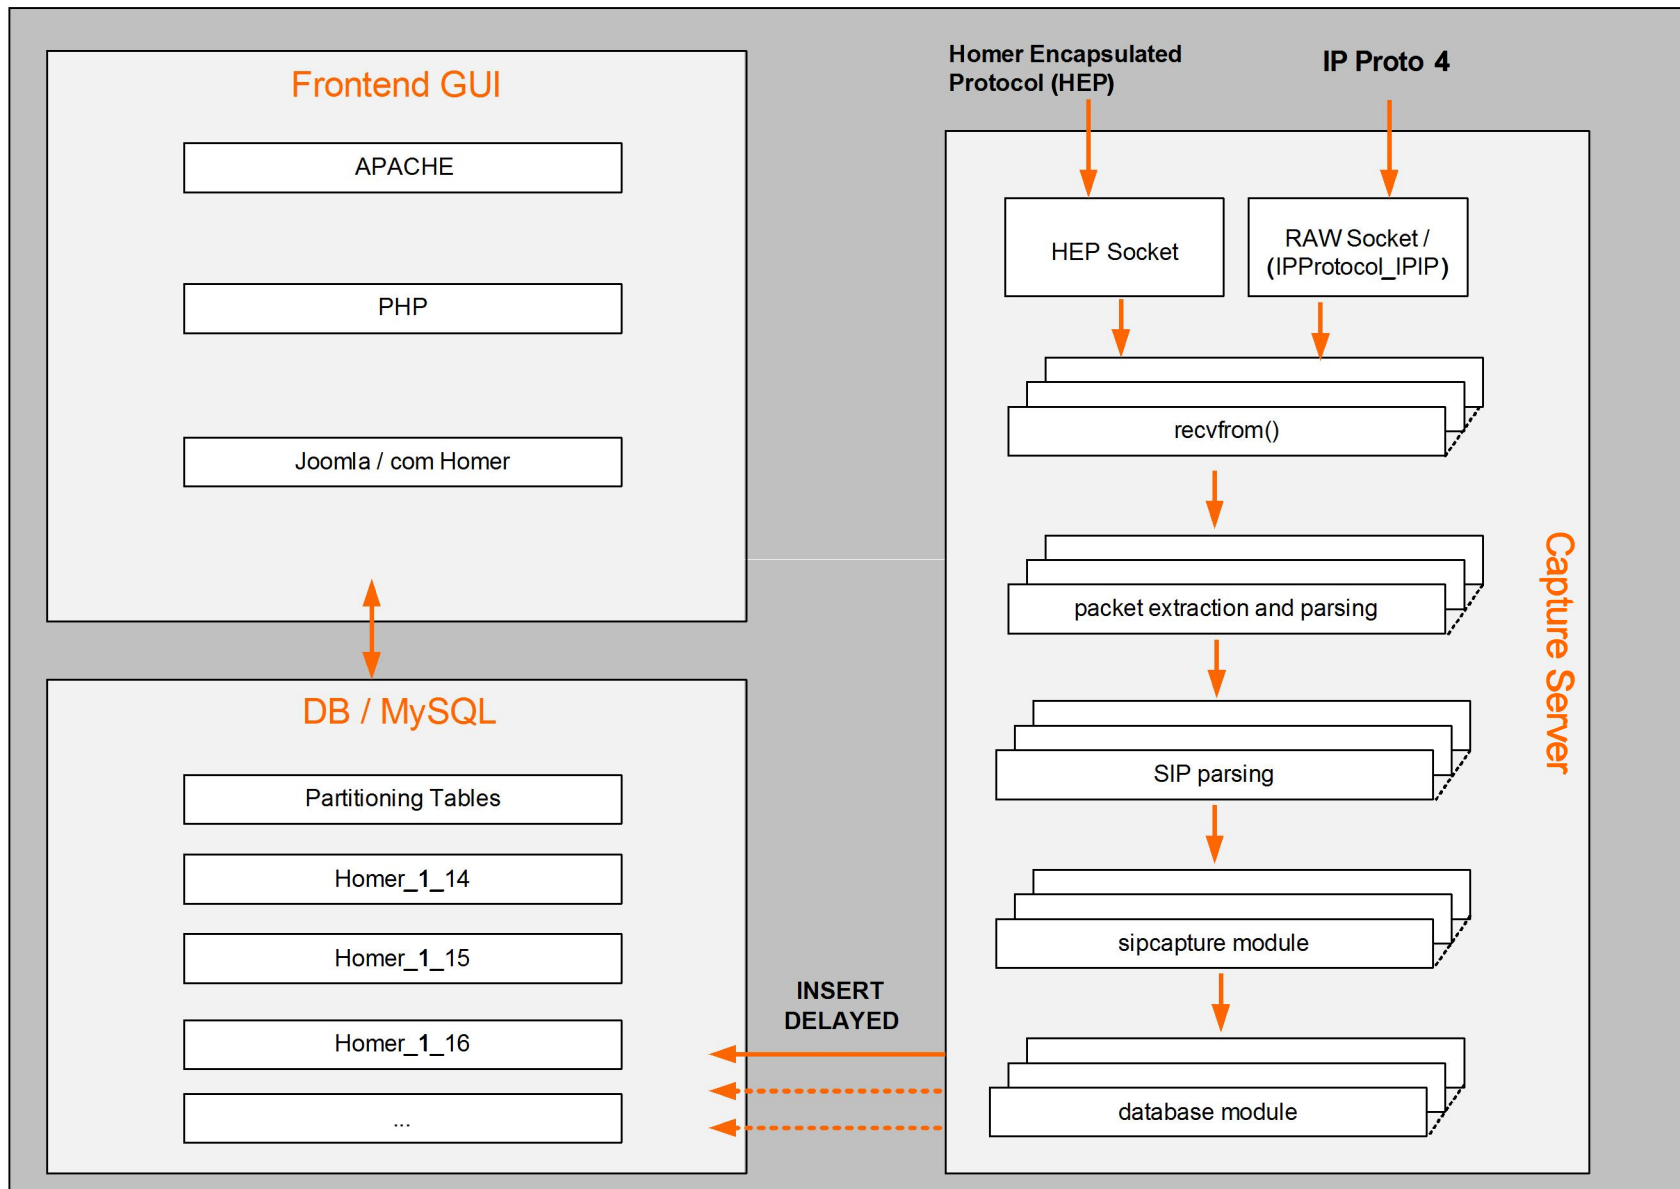 Frontend GUI
APACHE
PHP
Joomla / com Homer
DB / MySQL
Partitioning Tables
Homer_1_14
Homer_1_15
Homer_1_16
...
INSERT
DELAYED
Homer Encapsulated
Protocol (HEP)
IP Proto 4
HEP Socket
RAW Socket /
(IPProtocol_IPIP)
recvfrom()
packet extraction and parsing
SIP parsing
sipcapture module
database module
Capture Server